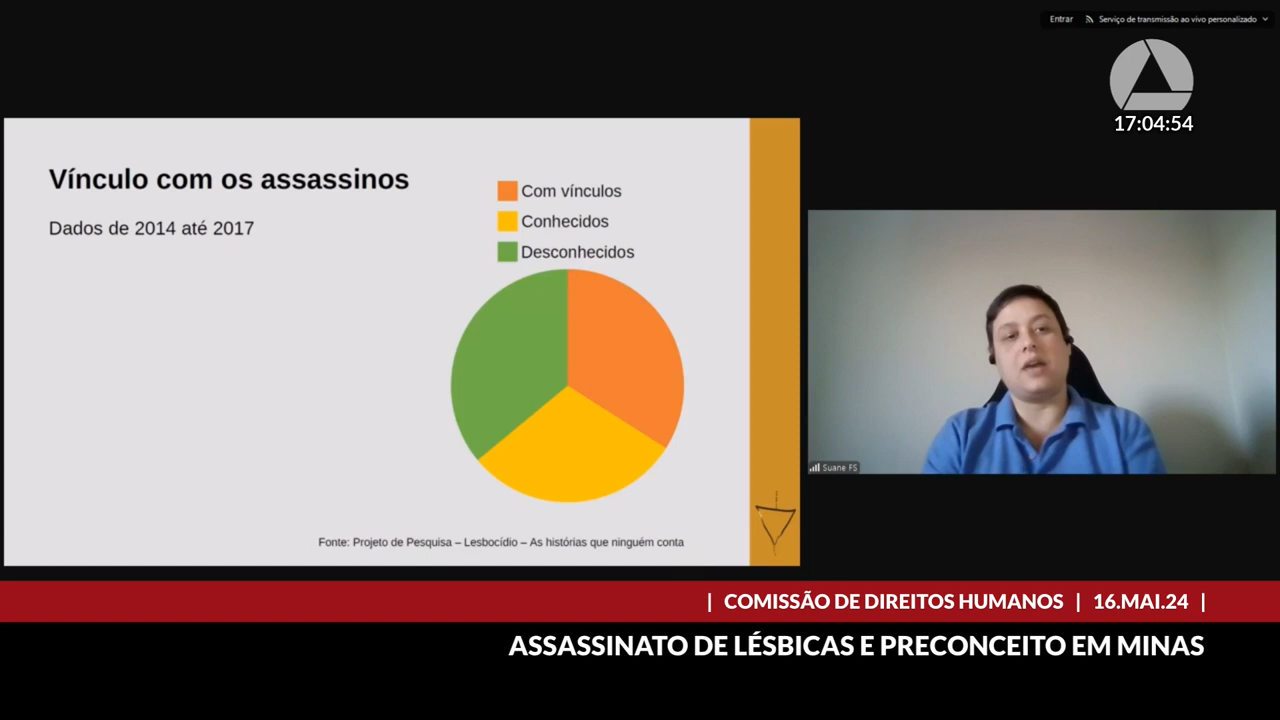 Entrar Serviço de transmissão ao vivo personalizado
17:04:54
Vínculo com os assassinos
Dados de 2014 até 2017
Com vínculos
Conhecidos
Desconhecidos
Fonte: Projeto de Pesquisa – Lesbocídio – As histórias que ninguém conta
Suane FS
| COMISSÃO DE DIREITOS HUMANOS | 16.MAI.24 |
ASSASSINATO DE LÉSBICAS E PRECONCEITO EM MINAS